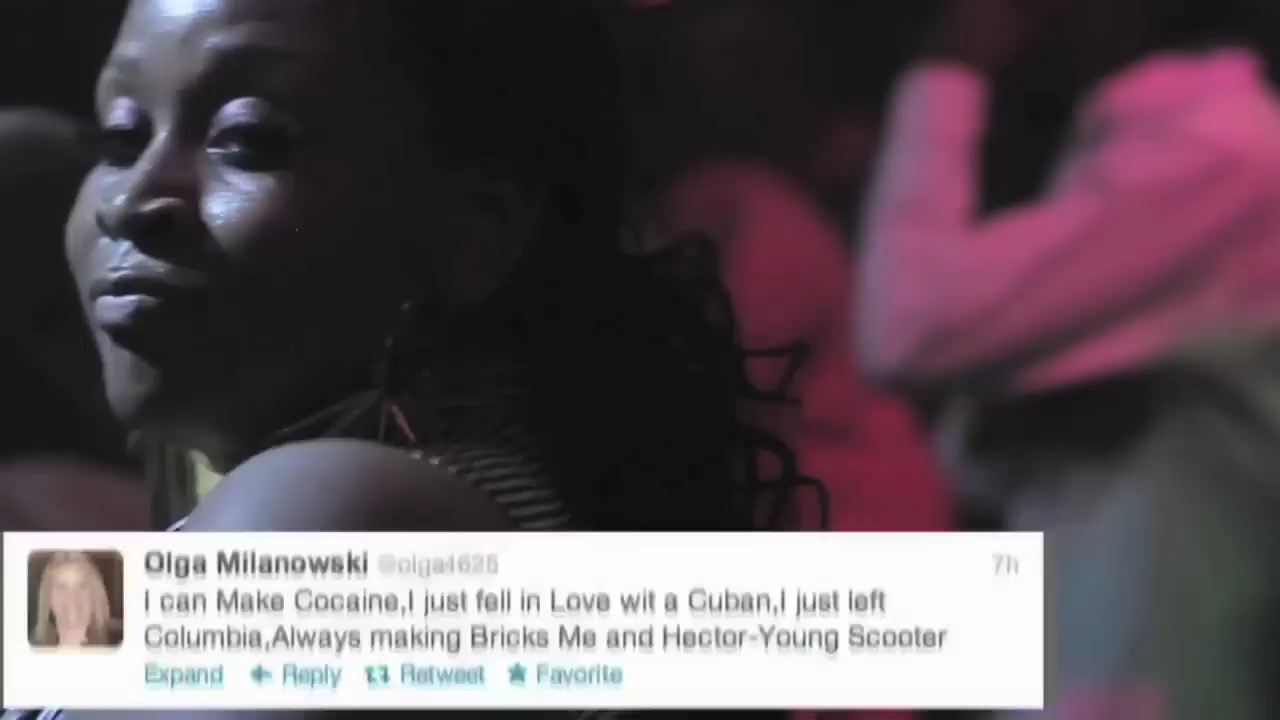 Olga Milanowski @olga4625 7h
I can Make Cocaine,I just fell in Love wit a Cuban,I just left
Columbia,Always making Bricks Me and Hector-Young Scooter
Expand Reply Retweet Favorite